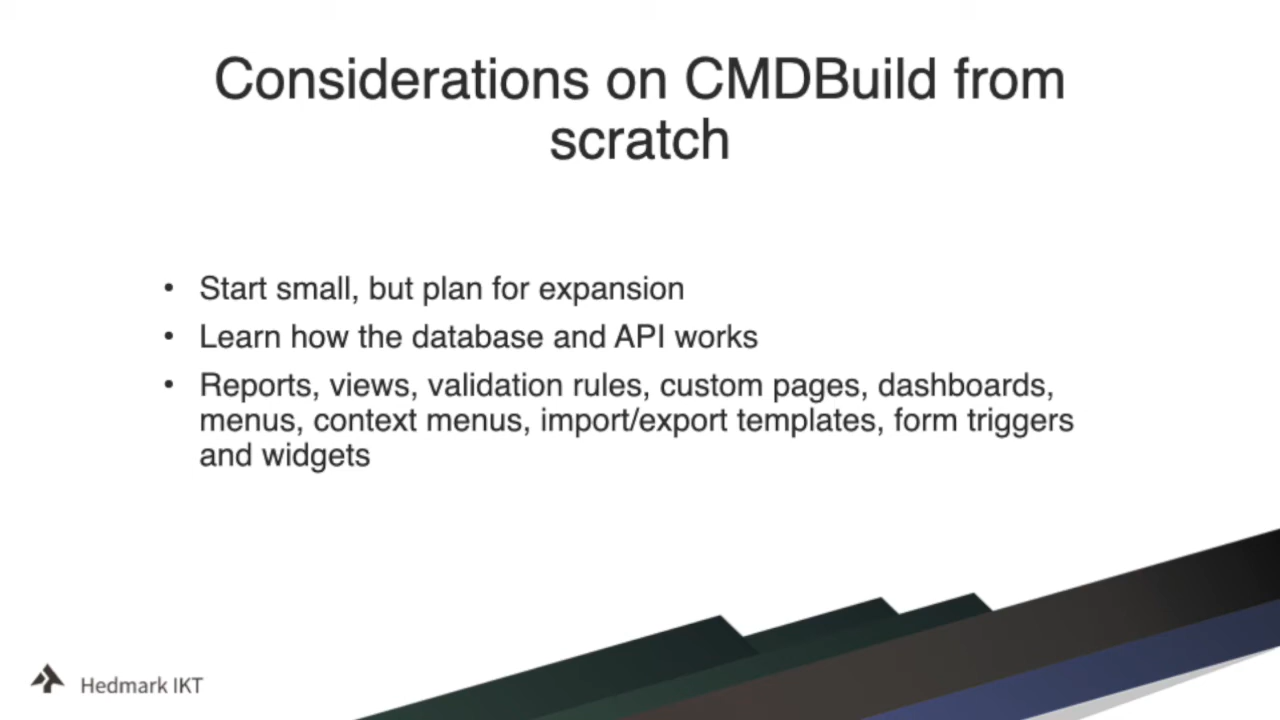 Considerations on CMDBuild from
scratch
• Start small, but plan for expansion
• Learn how the database and API works
• Reports, views, validation rules, custom pages, dashboards,
menus, context menus, import/export templates, form triggers
and widgets
Hedmark IKT